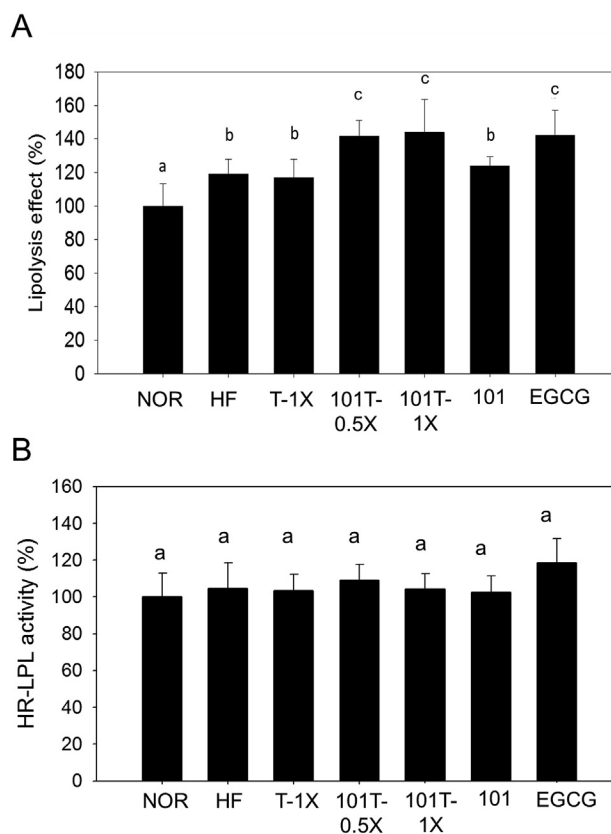 A
Lipolysis effect (%)
180
160
140
120
100
80
60
40
20
0
a
b
b
c
c
b
c
NOR HF T-1X 101T-0.5X 101T-1X 101 EGCG
B
HR-LPL activity (%)
160
140
120
100
80
60
40
20
0
a a a a a a a
NOR HF T-1X 101T-0.5X 101T-1X 101 EGCG